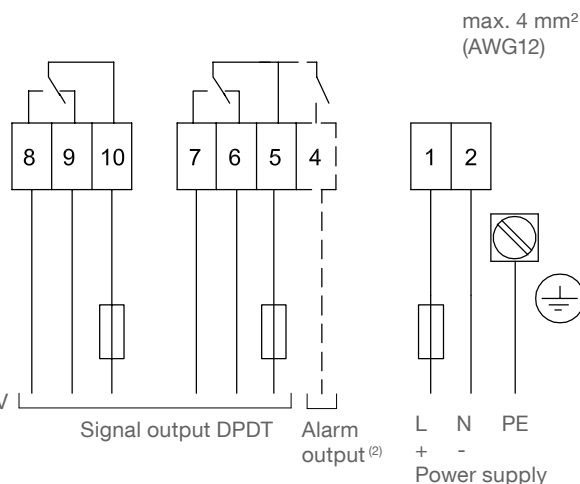 max. 4 mm²
(AWG12)
8 9 10 7 6 5 4 1 2
V
Signal output DPDT
Alarm
output (2)
L N PE
+ -
Power supply